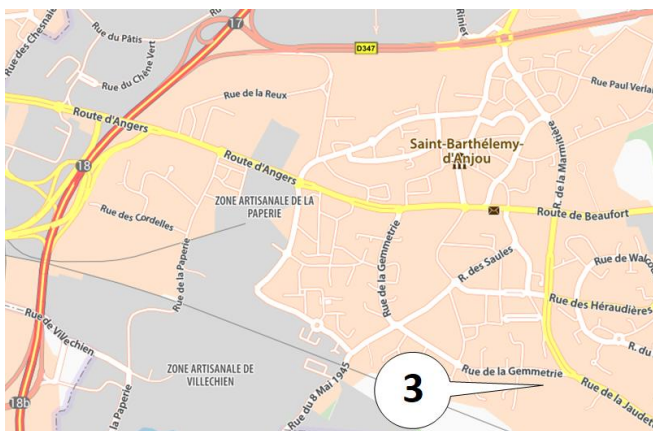 Rue des Chesnaie
Rue du Pâtis
17
Riniet
D347
Rue du Chêne Vert
Rue de la Reux
Rue Paul Verla
Route d'Angers
R. de la Marmitière
Saint-Barthélemy-
d'Anjou
18
Route d'Angers
ZONE ARTISANALE DE LA
PAPERIE
Route de Beaufort
Rue des Cordelles
Rue de la Paperie
Rue de la Gemmetrie
R. des Saules
Rue de Walco
Rue des Héraudières
Rue de Villechien
R. du
ZONE ARTISANALE DE
VILLECHIEN
Rue du 8 Mai 1945
3
Rue de la Gemmetrie
Rue de la Jaudet
18b
la Paperie